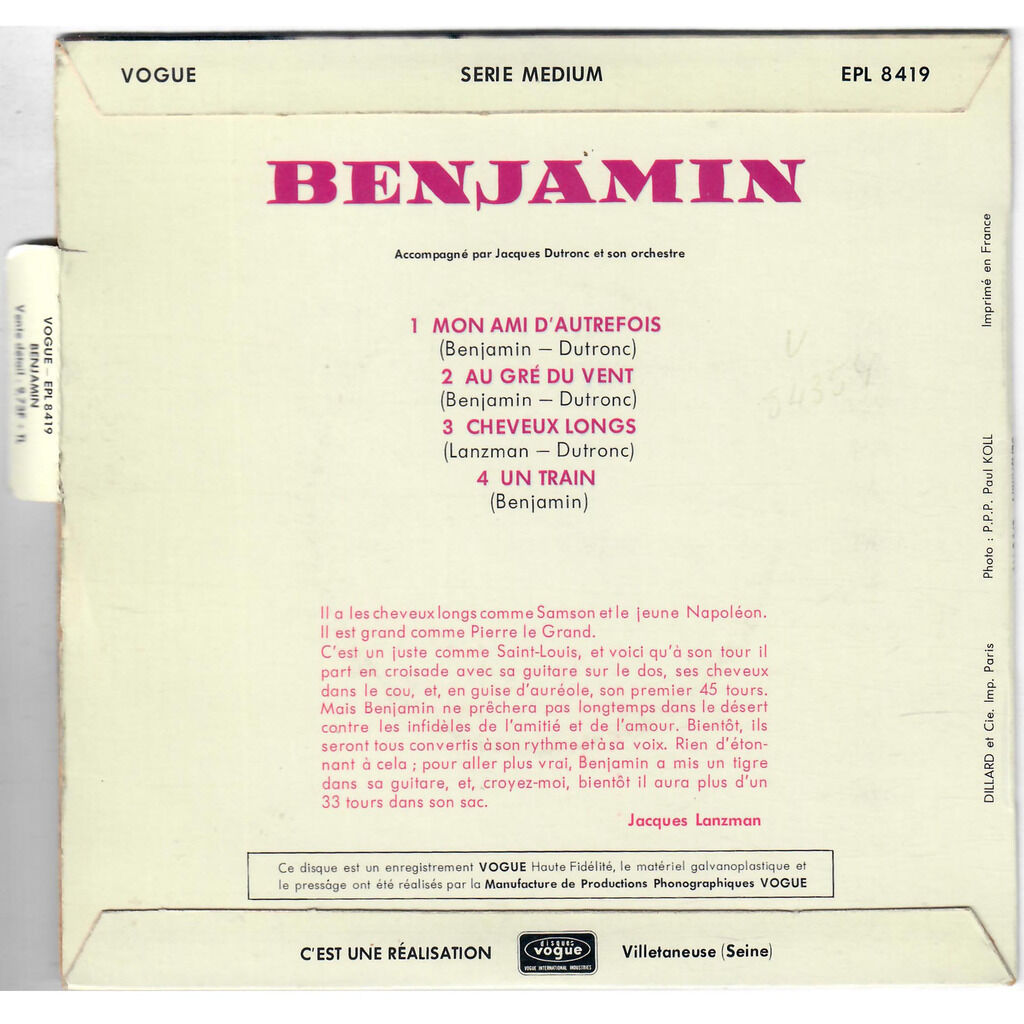 VOGUE SERIE MEDIUM EPL 8419
BENJAMIN
Accompagné par Jacques Dutronc et son orchestre
1 MON AMI D'AUTREFOIS
(Benjamin – Dutronc)
2 AU GRÉ DU VENT
(Benjamin – Dutronc)
3 CHEVEUX LONGS
(Lanzman – Dutronc)
4 UN TRAIN
(Benjamin)
Il a les cheveux longs comme Samson et le jeune Napoléon.
Il est grand comme Pierre le Grand.
C'est un juste comme Saint-Louis, et voici qu'à son tour il
part en croisade avec sa guitare sur le dos, ses cheveux
dans le cou, et, en guise d'auréole, son premier 45 tours.
Mais Benjamin ne prêchera pas longtemps dans le désert
contre les infidèles de l'amitié et de l'amour. Bientôt, ils
seront tous convertis à son rythme et à sa voix. Rien d'éton-
nant à cela ; pour aller plus vrai, Benjamin a mis un tigre
dans sa guitare, et, croyez-moi, bientôt il aura plus d'un
33 tours dans son sac.
Jacques Lanzman
Ce disque est un enregistrement VOGUE Haute Fidélité, le matériel galvanoplastique et
le pressage ont été réalisés par la Manufacture de Productions Phonographiques VOGUE
C'EST UNE RÉALISATION
disques
vogue
VOGUE INTERNATIONAL INDUSTRIES
Villetaneuse (Seine)
VOGUE – EPL 8419
BENJAMIN
Vente détail :
Imprimé en France
Photo : P.P.P. Paul KOLL
DILLARD et Cie. Imp. Paris